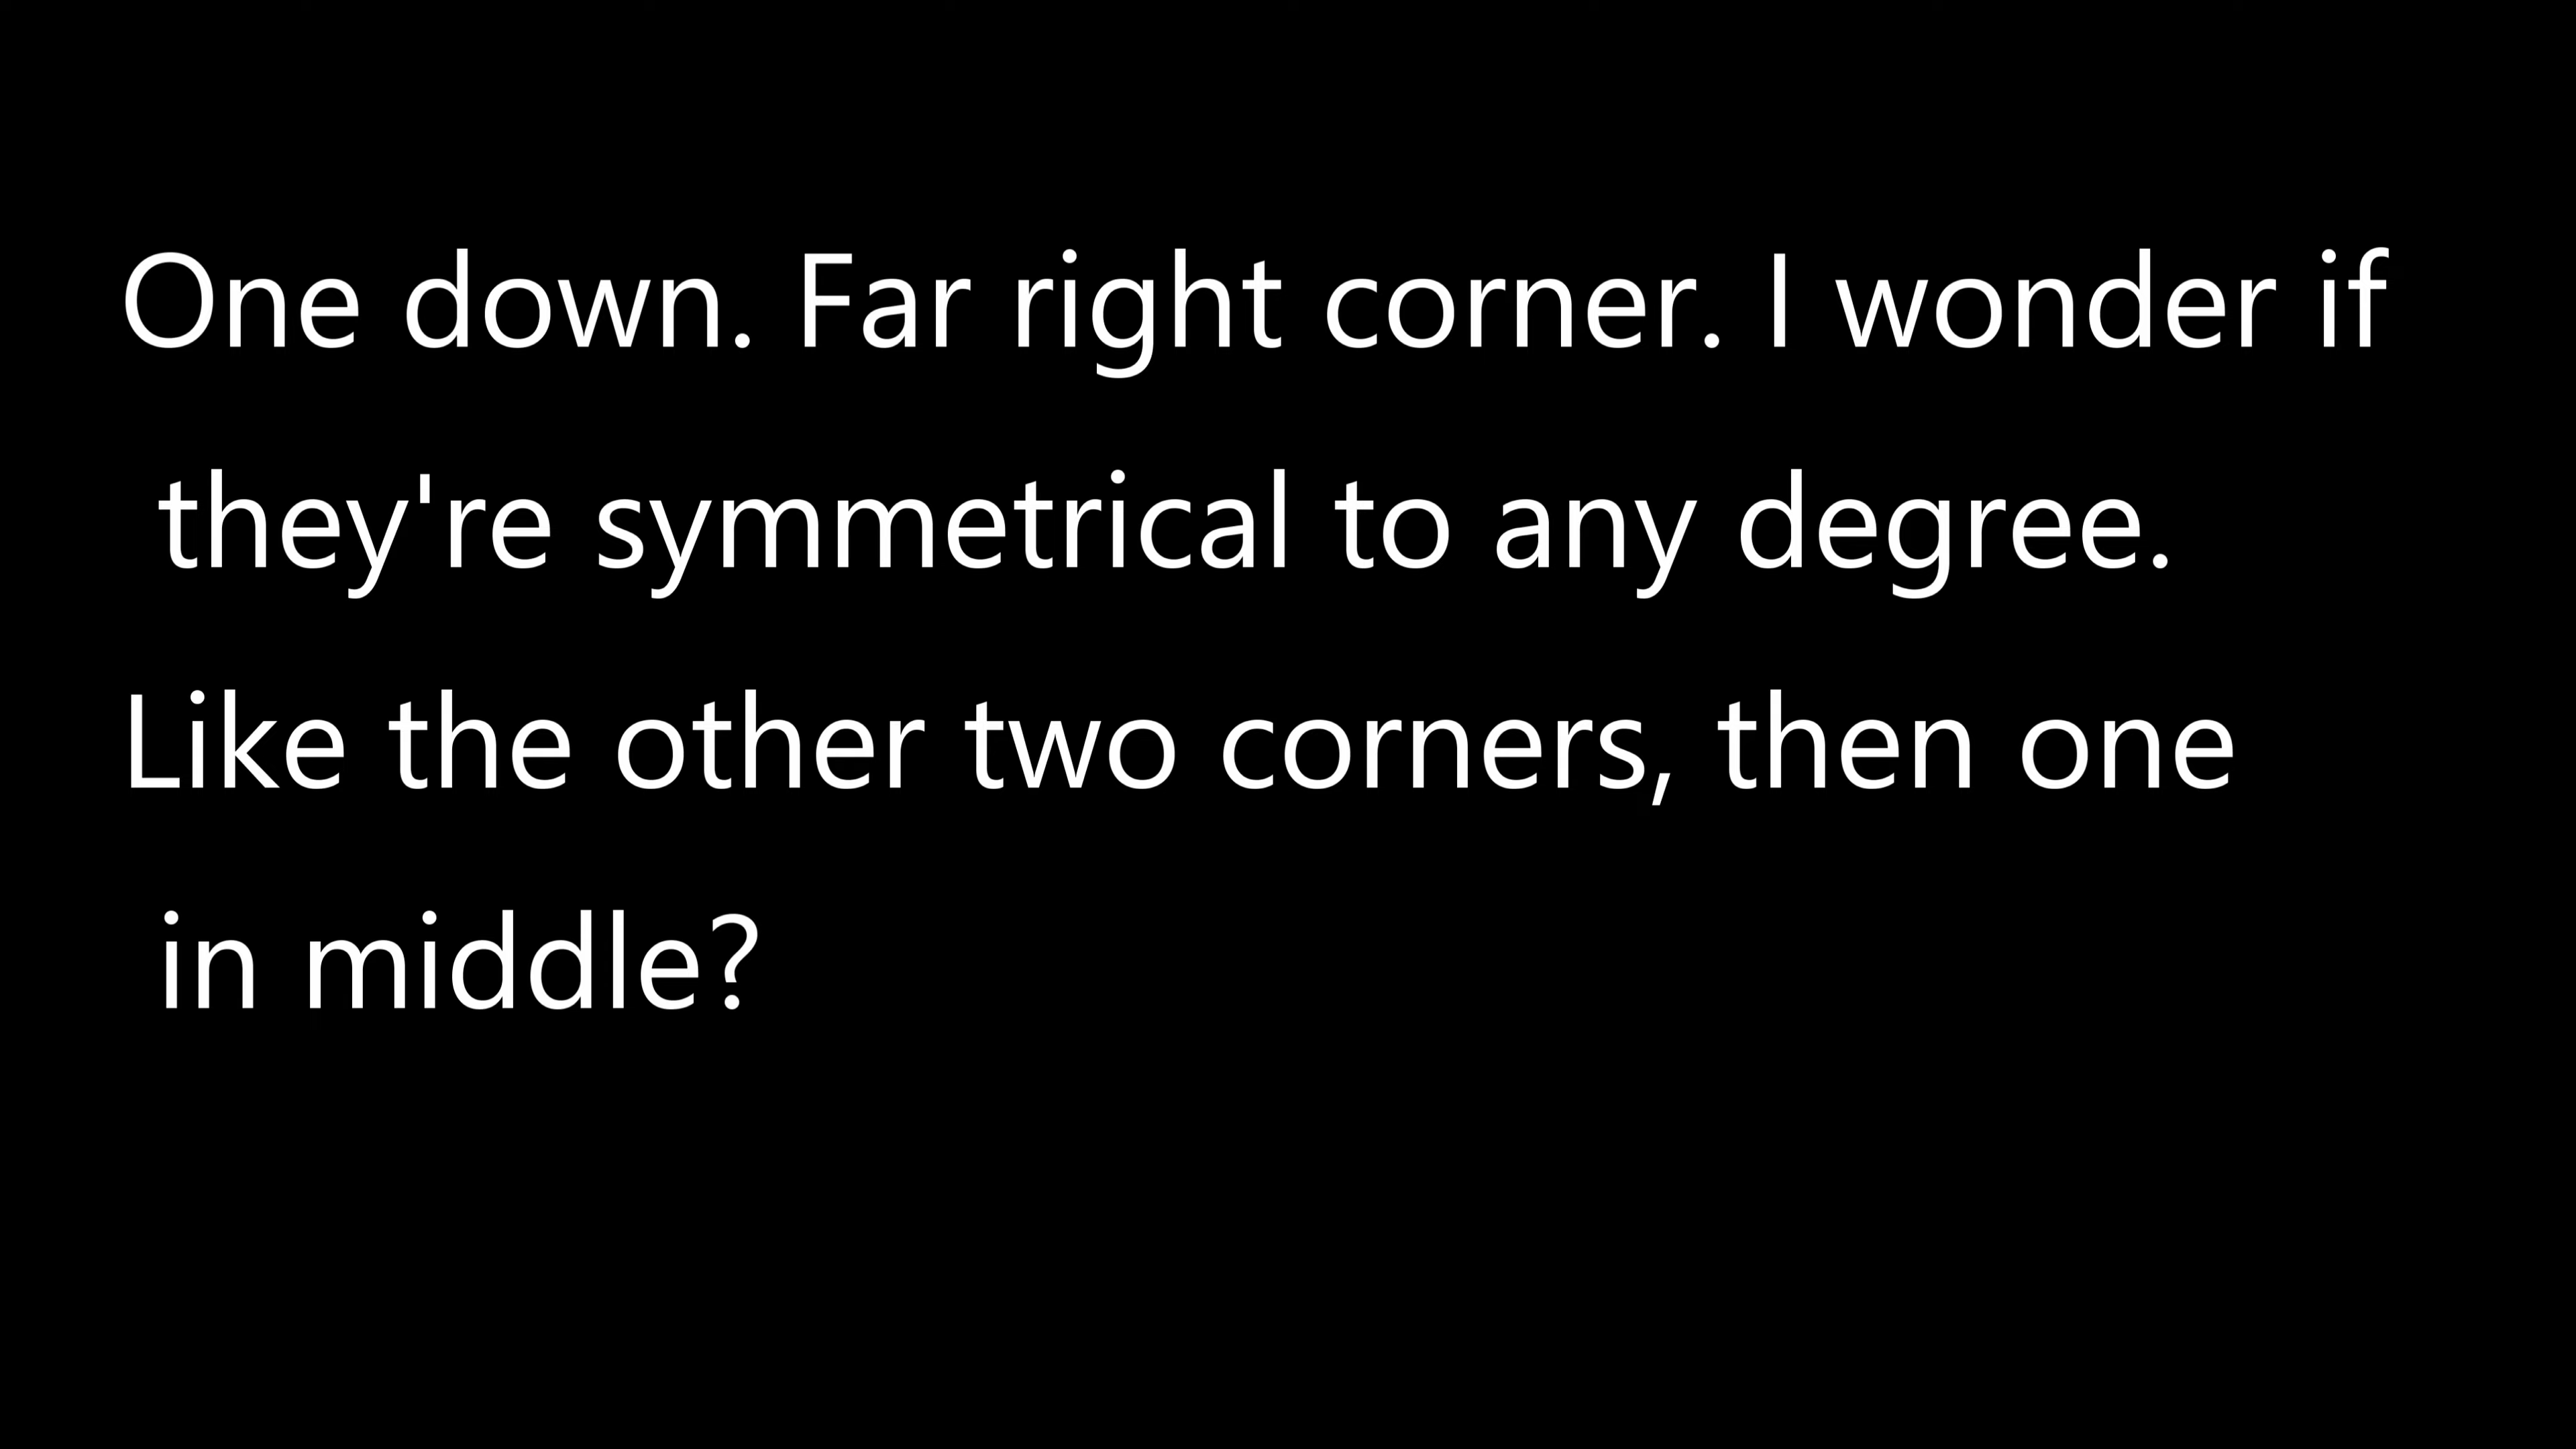 One down. Far right corner. I wonder if
they're symmetrical to any degree.
Like the other two corners, then one
in middle?